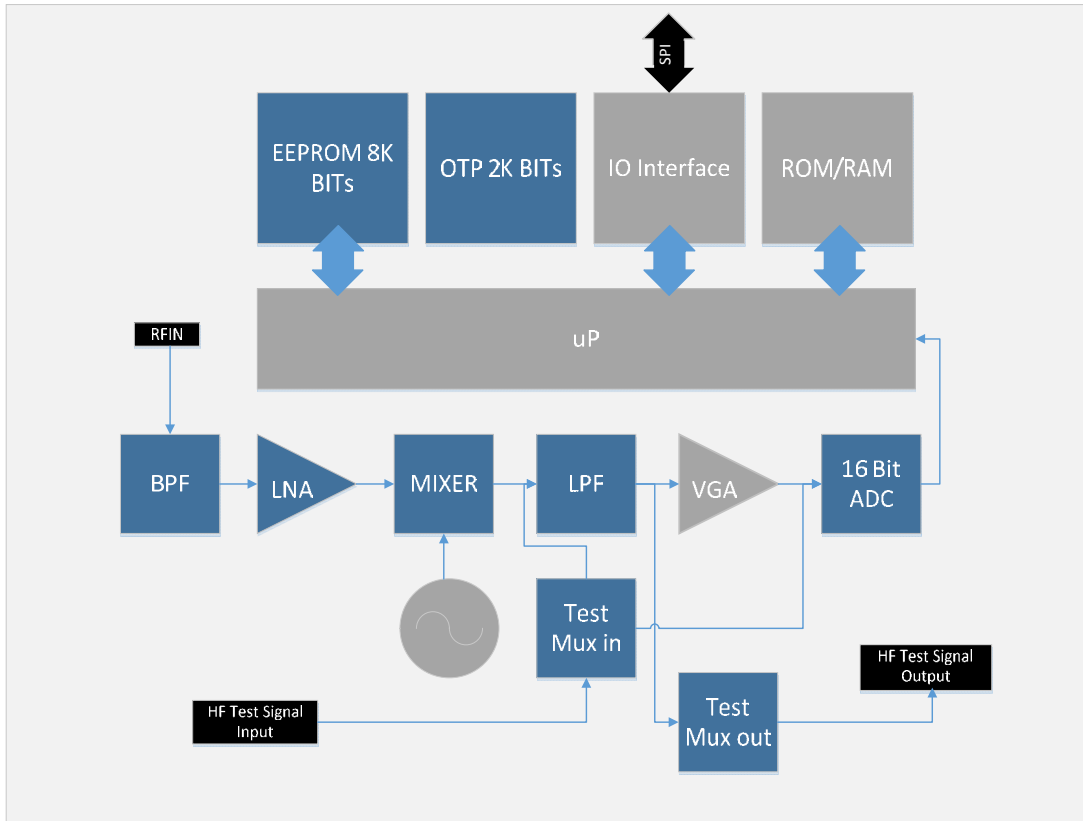 SPI
EEPROM 8K
BITs
OTP 2K BITs
IO Interface
ROM/RAM
uP
RFIN
BPF
LNA
MIXER
LPF
VGA
16 Bit
ADC
Test
Mux in
HF Test Signal
Input
Test
Mux out
HF Test Signal
Output